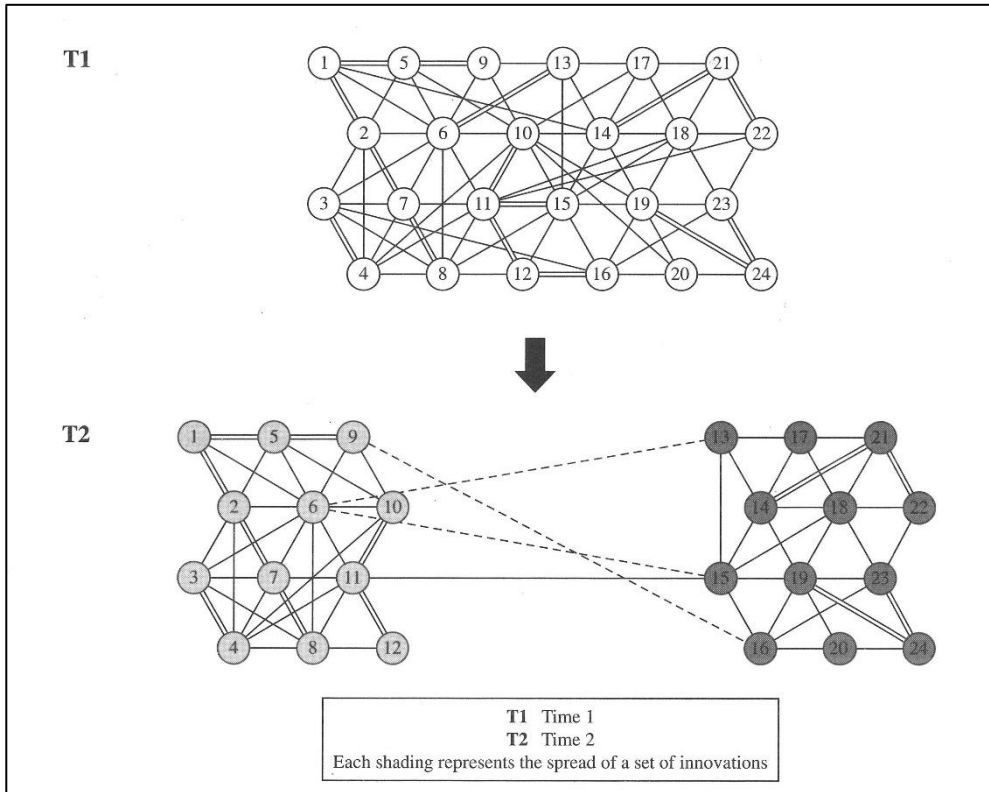 T1
1 5 9 13 17 21
2 6 10 14 18 22
3 7 11 15 19 23
4 8 12 16 20 24
T2
1 5 9 13 17 21
2 6 10 14 18 22
3 7 11 15 19 23
4 8 12 16 20 24
T1 Time 1
T2 Time 2
Each shading represents the spread of a set of innovations